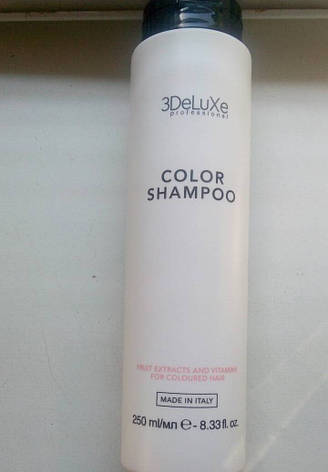 3DeLuXe
professional
COLOR
SHAMPOO
FRUIT EXTRACTS AND VITAMINS
FOR COLOURED HAIR
MADE IN ITALY
250 ml/мл ℮ - 8.33 fl. oz.